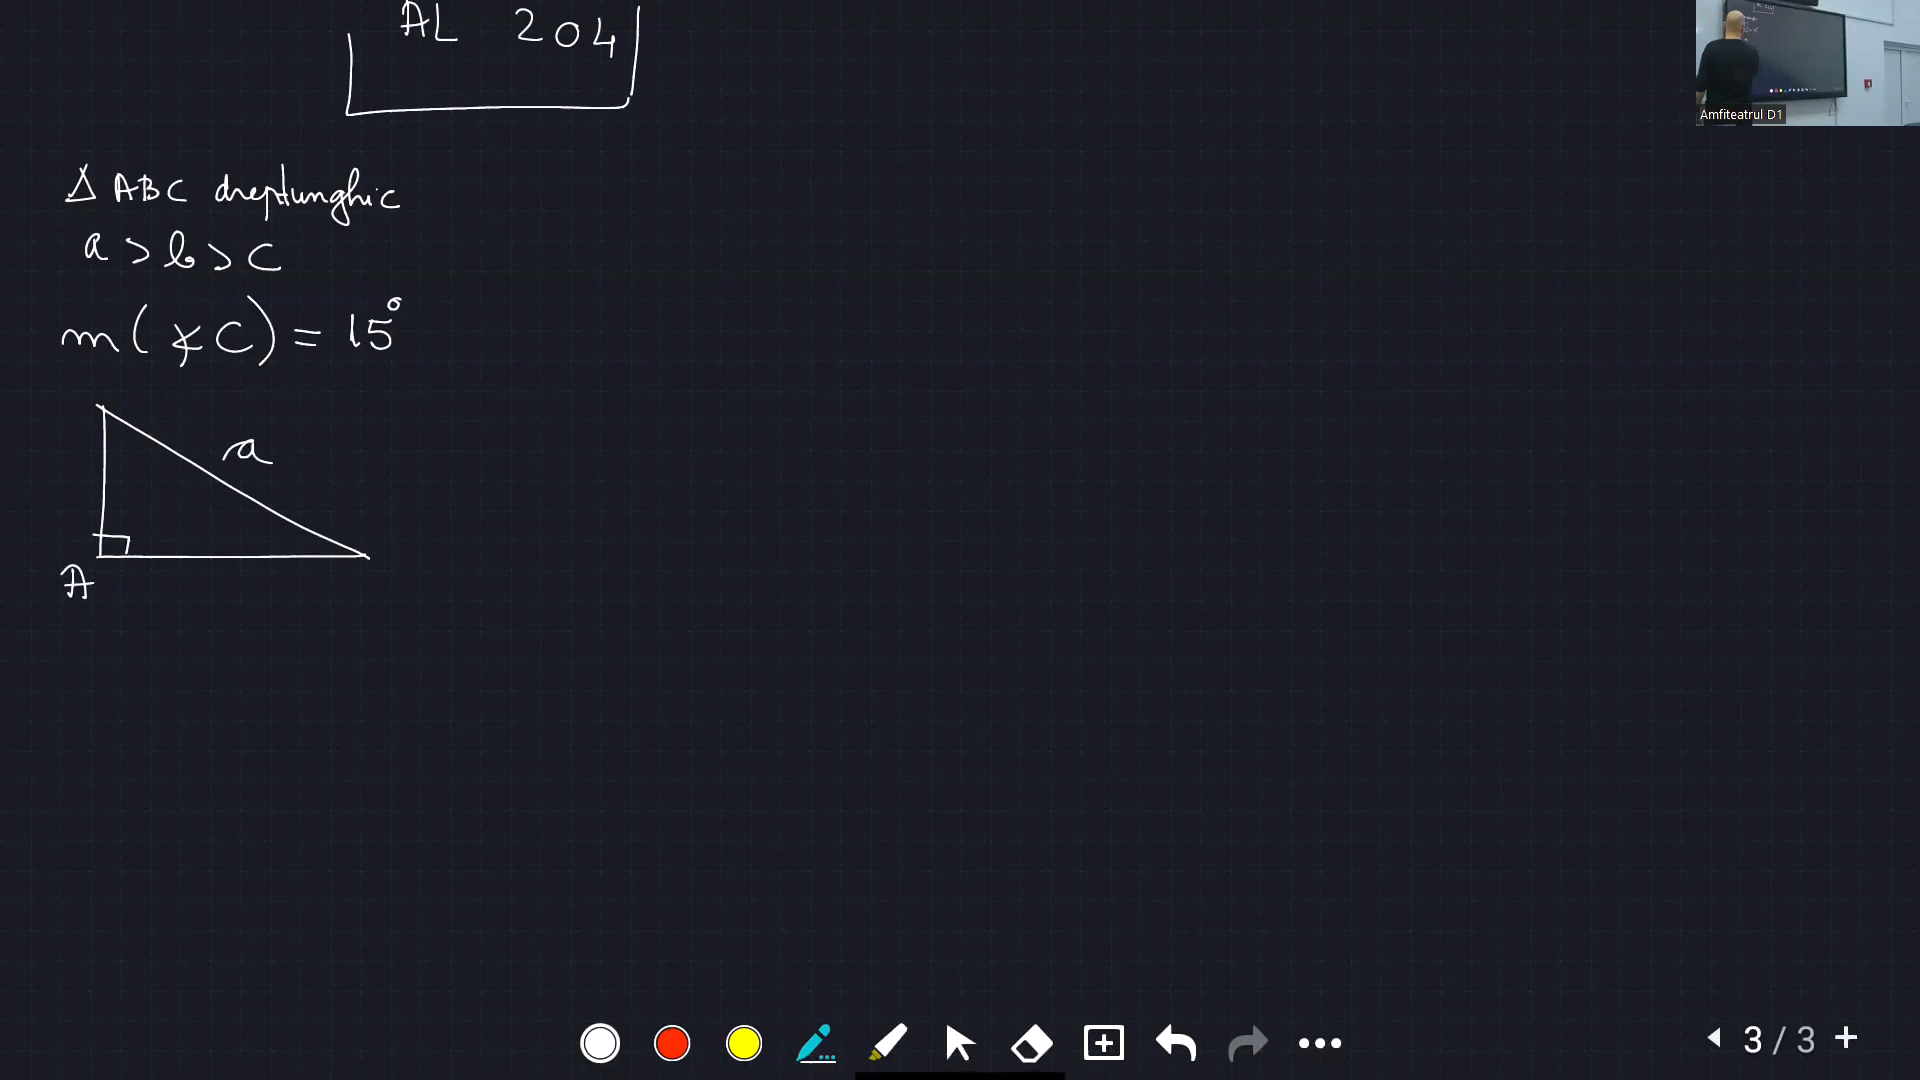 AL 204
Amfiteatrul D1
Δ ABC dreptunghic
a > b > c
m(∢C) = 15°
a
A
3 / 3